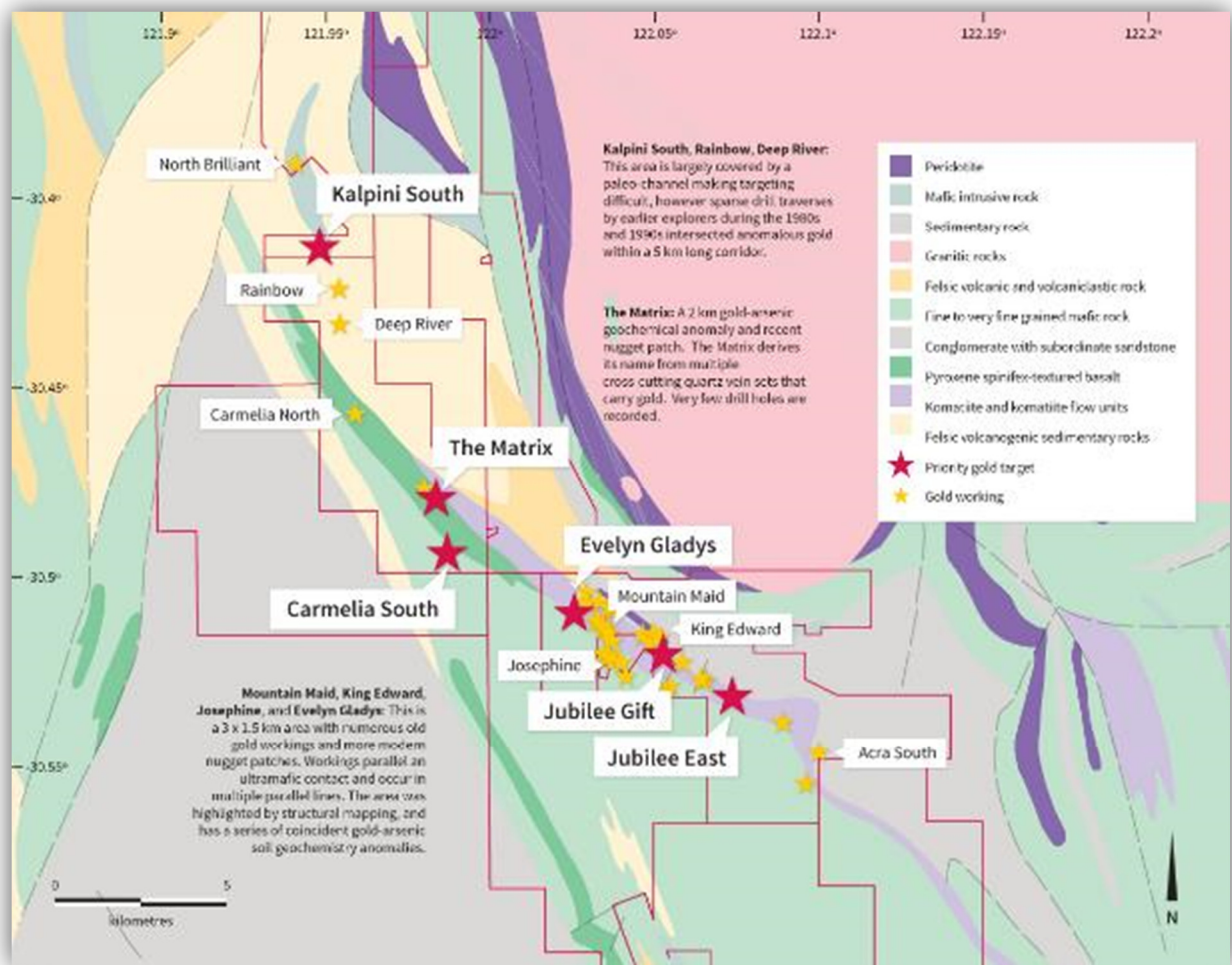 121.9°
121.95°
122°
122.05°
122.1°
122.15°
122.2°
-30.4°
-30.45°
-30.5°
-30.55°
North Brilliant
Kalpini South
Rainbow
Deep River
Carmelia North
The Matrix
Carmelia South
Evelyn Gladys
Mountain Maid
King Edward
Josephine
Jubilee Gift
Jubilee East
Acra South
Kalpini South, Rainbow, Deep River:
This area is largely covered by a
paleo-channel making targeting
difficult, however sparse drill traverses
by earlier explorers during the 1980s
and 1990s intersected anomalous gold
within a 5 km long corridor.
The Matrix: A 2 km gold-arsenic
geochemical anomaly and recent
nugget patch. The Matrix derives
its name from multiple
cross-cutting quartz vein sets that
carry gold. Very few drill holes are
recorded.
Peridotite
Mafic intrusive rock
Sedimentary rock
Granitic rocks
Felsic volcanic and volcaniclastic rock
Fine to very fine grained mafic rock
Conglomerate with subordinate sandstone
Pyroxene spinifex-textured basalt
Komatiite and komatiite flow units
Felsic volcanogenic sedimentary rocks
Priority gold target
Gold working
Mountain Maid, King Edward,
Josephine, and Evelyn Gladys: This is
a 3 x 1.5 km area with numerous old
gold workings and more modern
nugget patches. Workings parallel an
ultramafic contact and occur in
multiple parallel lines. The area was
highlighted by structural mapping, and
has a series of coincident gold-arsenic
soil geochemistry anomalies.
0 5
kilometres
N